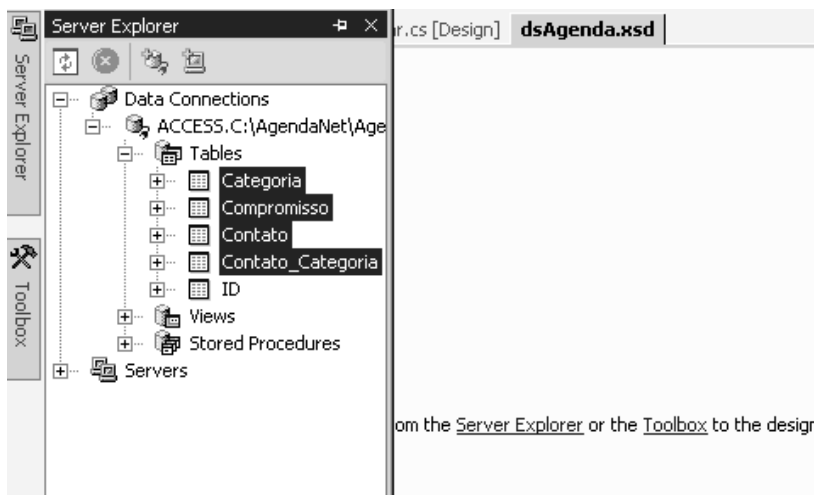 Server Explorer
r.cs [Design] dsAgenda.xsd
Server Explorer
Toolbox
Data Connections
ACCESS.C:\AgendaNet\Age
Tables
Categoria
Compromisso
Contato
Contato_Categoria
ID
Views
Stored Procedures
Servers
om the Server Explorer or the Toolbox to the design